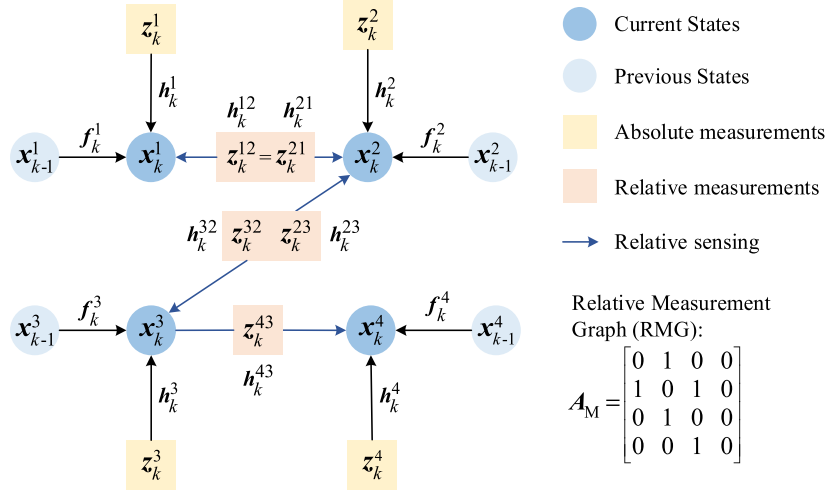 z_k^1
z_k^2
Current States
h_k^1
h_k^2
Previous States
h_k^12 h_k^21
f_k^1
f_k^2
Absolute measurements
x_{k-1}^1
x_k^1
z_k^12 = z_k^21
x_k^2
x_{k-1}^2
Relative measurements
h_k^32 z_k^32 z_k^23 h_k^23
Relative sensing
f_k^3
f_k^4
Relative Measurement
Graph (RMG):
x_{k-1}^3
x_k^3
z_k^43
x_k^4
x_{k-1}^4
h_k^43
h_k^3
h_k^4
0 1 0 0
1 0 1 0
A_M =
0 1 0 0
0 0 1 0
z_k^3
z_k^4